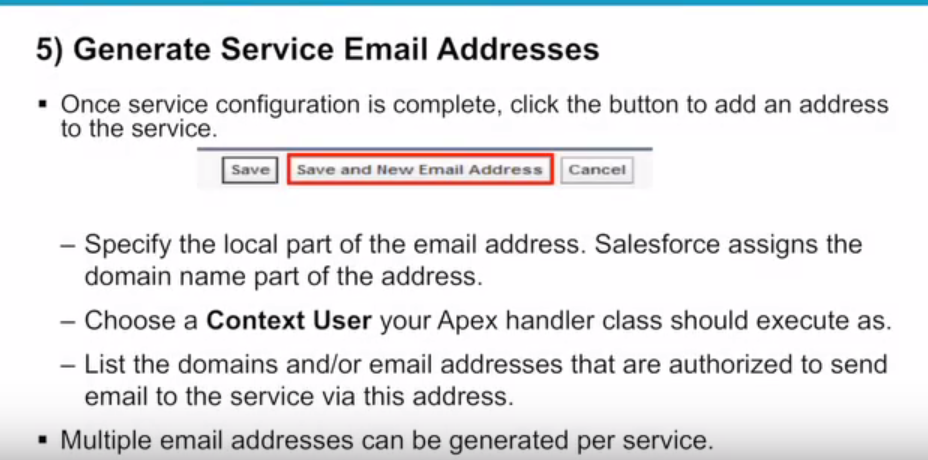 5) Generate Service Email Addresses
▪ Once service configuration is complete, click the button to add an address
to the service.
Save Save and New Email Address Cancel
– Specify the local part of the email address. Salesforce assigns the
domain name part of the address.
– Choose a Context User your Apex handler class should execute as.
– List the domains and/or email addresses that are authorized to send
email to the service via this address.
▪ Multiple email addresses can be generated per service.